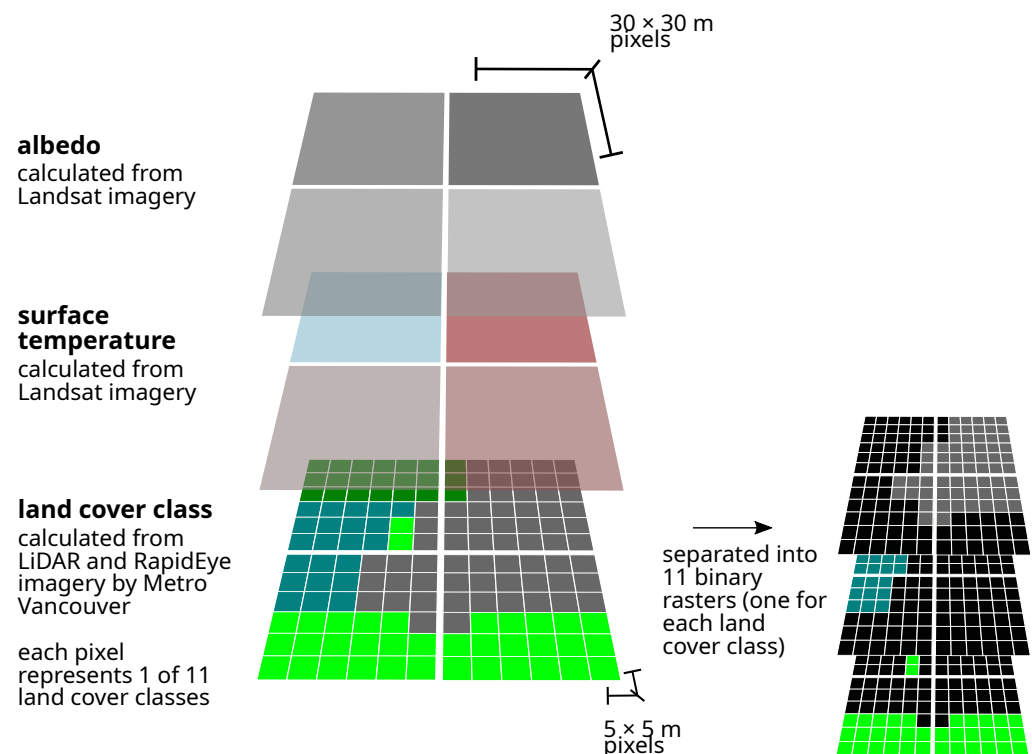 30 × 30 m
pixels
albedo
calculated from
Landsat imagery
surface
temperature
calculated from
Landsat imagery
land cover class
calculated from
LiDAR and RapidEye
imagery by Metro
Vancouver
each pixel
represents 1 of 11
land cover classes
separated into
11 binary
rasters (one for
each land
cover class)
5 × 5 m
pixels